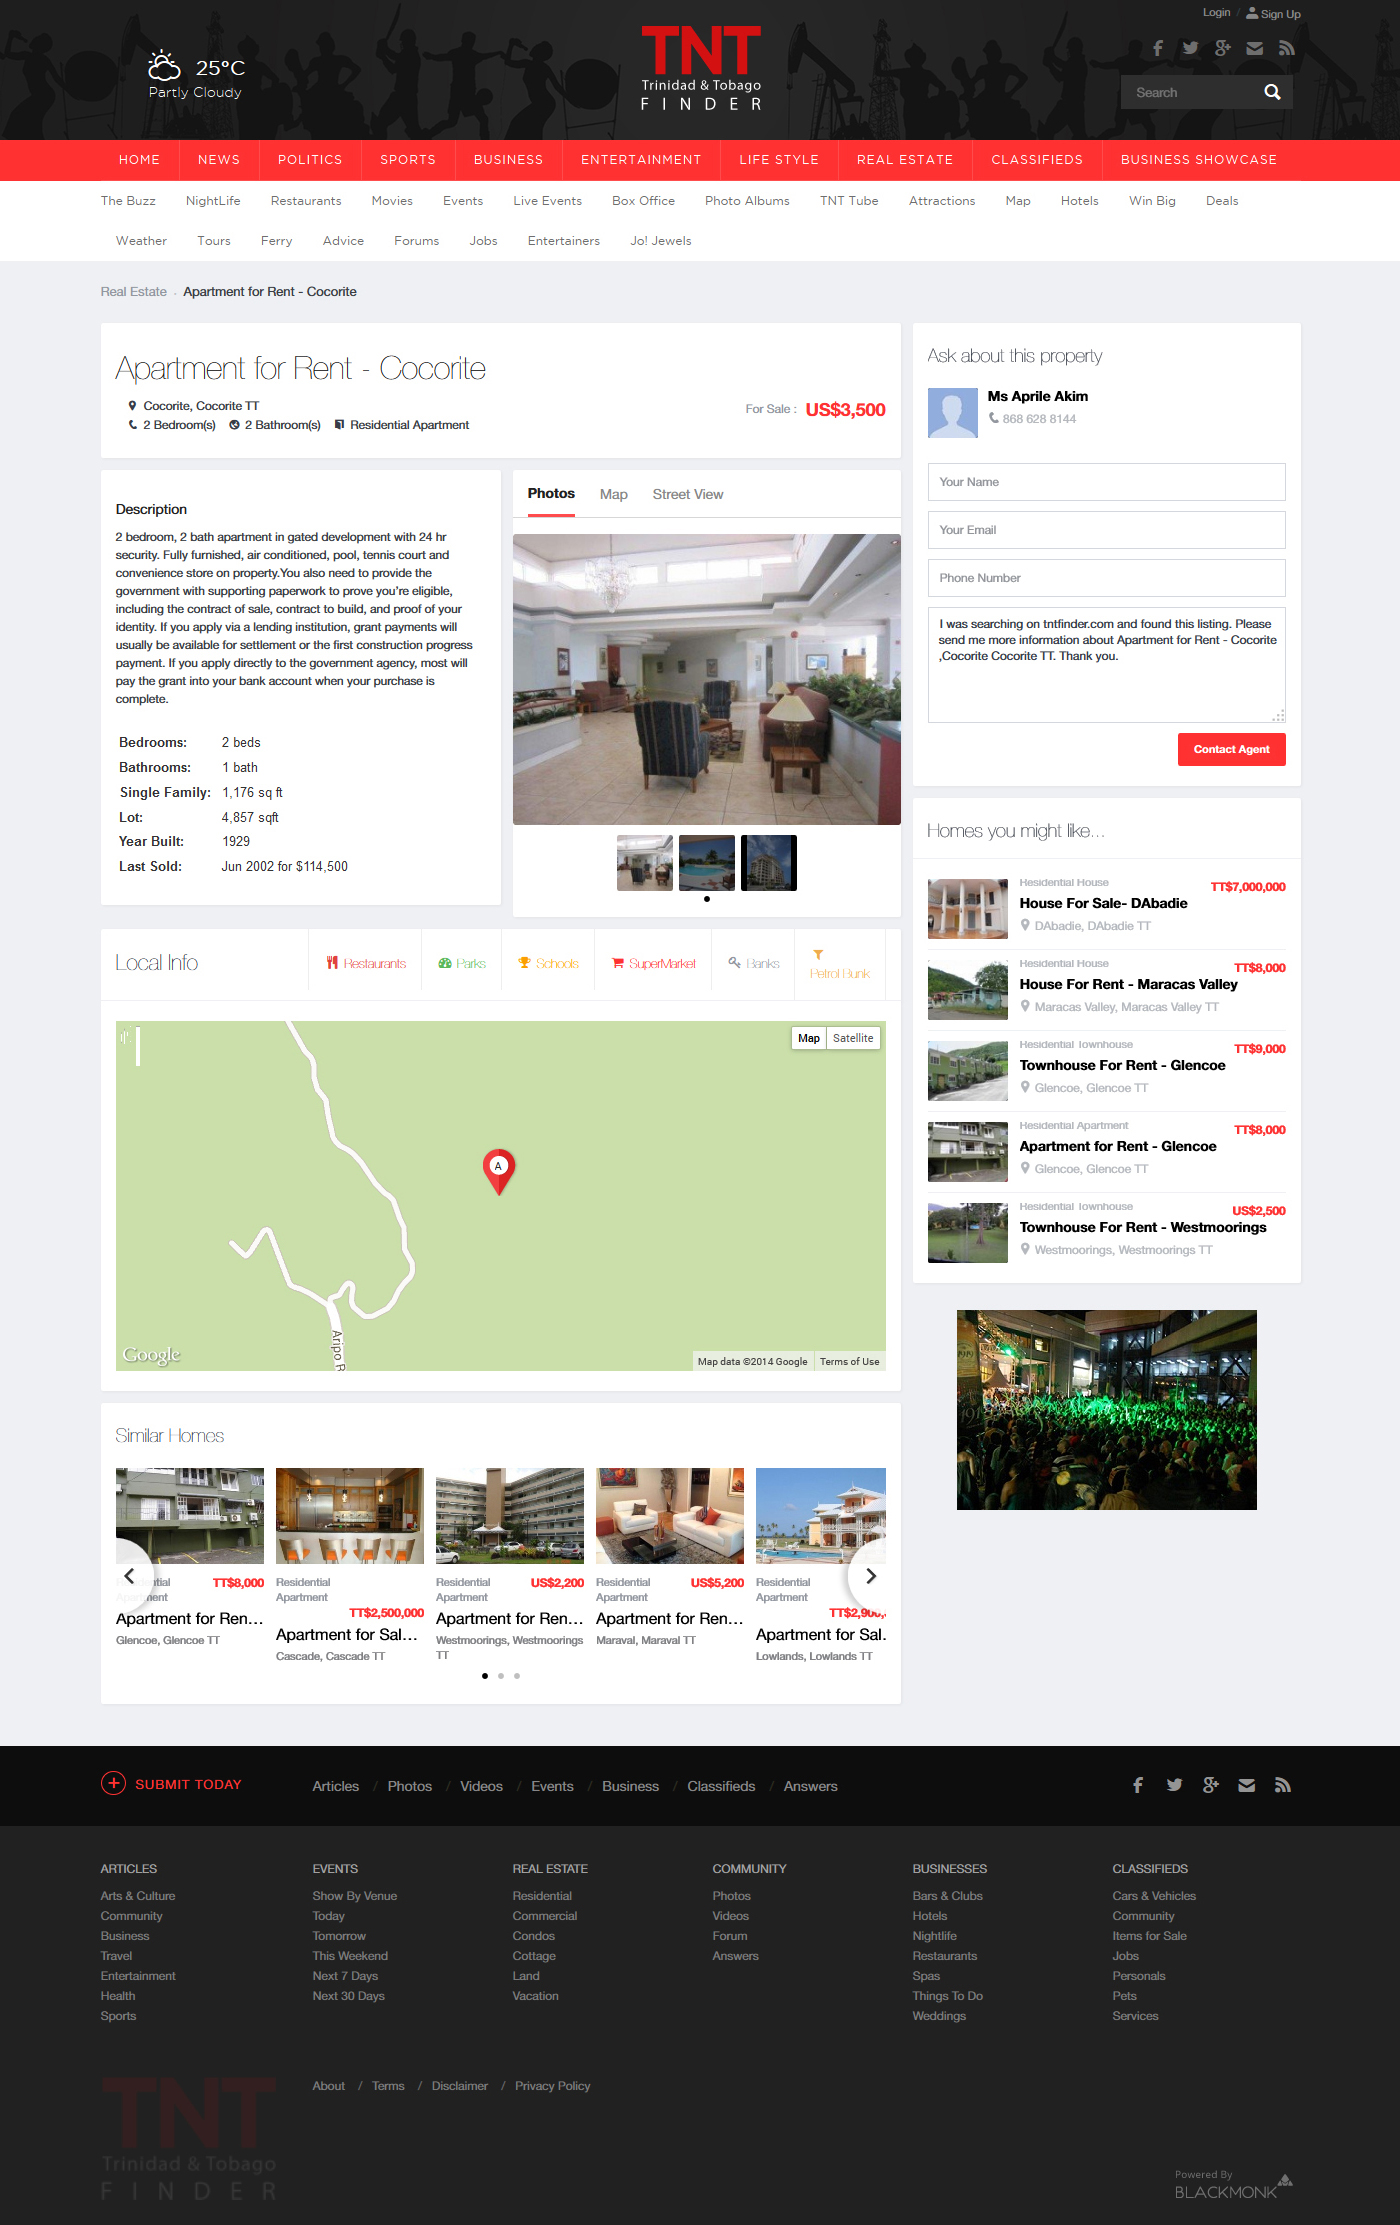 Login / Sign Up
TNT
Trinidad & Tobago
FINDER
25°C
Partly Cloudy
Search
HOME NEWS POLITICS SPORTS BUSINESS ENTERTAINMENT LIFE STYLE REAL ESTATE CLASSIFIEDS BUSINESS SHOWCASE
The Buzz NightLife Restaurants Movies Events Live Events Box Office Photo Albums TNT Tube Attractions Map Hotels Win Big Deals
Weather Tours Ferry Advice Forums Jobs Entertainers Jo! Jewels
Real Estate . Apartment for Rent - Cocorite
Apartment for Rent - Cocorite
Cocorite, Cocorite TT
2 Bedroom(s) 2 Bathroom(s) Residential Apartment
For Sale : US$3,500
Description
2 bedroom, 2 bath apartment in gated development with 24 hr
security. Fully furnished, air conditioned, pool, tennis court and
convenience store on property.You also need to provide the
government with supporting paperwork to prove you're eligible,
including the contract of sale, contract to build, and proof of your
identity. If you apply via a lending institution, grant payments will
usually be available for settlement or the first construction progress
payment. If you apply directly to the government agency, most will
pay the grant into your bank account when your purchase is
complete.
Bedrooms: 2 beds
Bathrooms: 1 bath
Single Family: 1,176 sq ft
Lot: 4,857 sqft
Year Built: 1929
Last Sold: Jun 2002 for $114,500
Photos Map Street View
Local Info
Restaurants Parks Schools SuperMarket Banks Petrol Bunk
Map Satellite
A
Aripo R
Google
Map data ©2014 Google Terms of Use
Similar Homes
Residential
Apartment
TT$8,000
Apartment for Ren...
Glencoe, Glencoe TT
Residential
Apartment
TT$2,500,000
Apartment for Sal...
Cascade, Cascade TT
Residential
Apartment
US$2,200
Apartment for Ren...
Westmoorings, Westmoorings
TT
Residential
Apartment
US$5,200
Apartment for Ren...
Maraval, Maraval TT
Residential
Apartment
TT$2,900,
Apartment for Sal.
Lowlands, Lowlands TT
Ask about this property
Ms Aprile Akim
868 628 8144
Your Name
Your Email
Phone Number
I was searching on tntfinder.com and found this listing. Please
send me more information about Apartment for Rent - Cocorite
,Cocorite Cocorite TT. Thank you.
Contact Agent
Homes you might like...
Residential House
TT$7,000,000
House For Sale- DAbadie
DAbadie, DAbadie TT
Residential House
TT$8,000
House For Rent - Maracas Valley
Maracas Valley, Maracas Valley TT
Residential Townhouse
TT$9,000
Townhouse For Rent - Glencoe
Glencoe, Glencoe TT
Residential Apartment
TT$8,000
Apartment for Rent - Glencoe
Glencoe, Glencoe TT
Residential Townhouse
US$2,500
Townhouse For Rent - Westmoorings
Westmoorings, Westmoorings TT
SUBMIT TODAY
Articles / Photos / Videos / Events / Business / Classifieds / Answers
ARTICLES
Arts & Culture
Community
Business
Travel
Entertainment
Health
Sports
EVENTS
Show By Venue
Today
Tomorrow
This Weekend
Next 7 Days
Next 30 Days
REAL ESTATE
Residential
Commercial
Condos
Cottage
Land
Vacation
COMMUNITY
Photos
Videos
Forum
Answers
BUSINESSES
Bars & Clubs
Hotels
Nightlife
Restaurants
Spas
Things To Do
Weddings
CLASSIFIEDS
Cars & Vehicles
Community
Items for Sale
Jobs
Personals
Pets
Services
TNT
Trinidad & Tobago
FINDER
About / Terms / Disclaimer / Privacy Policy
Powered By
BLACKMONK